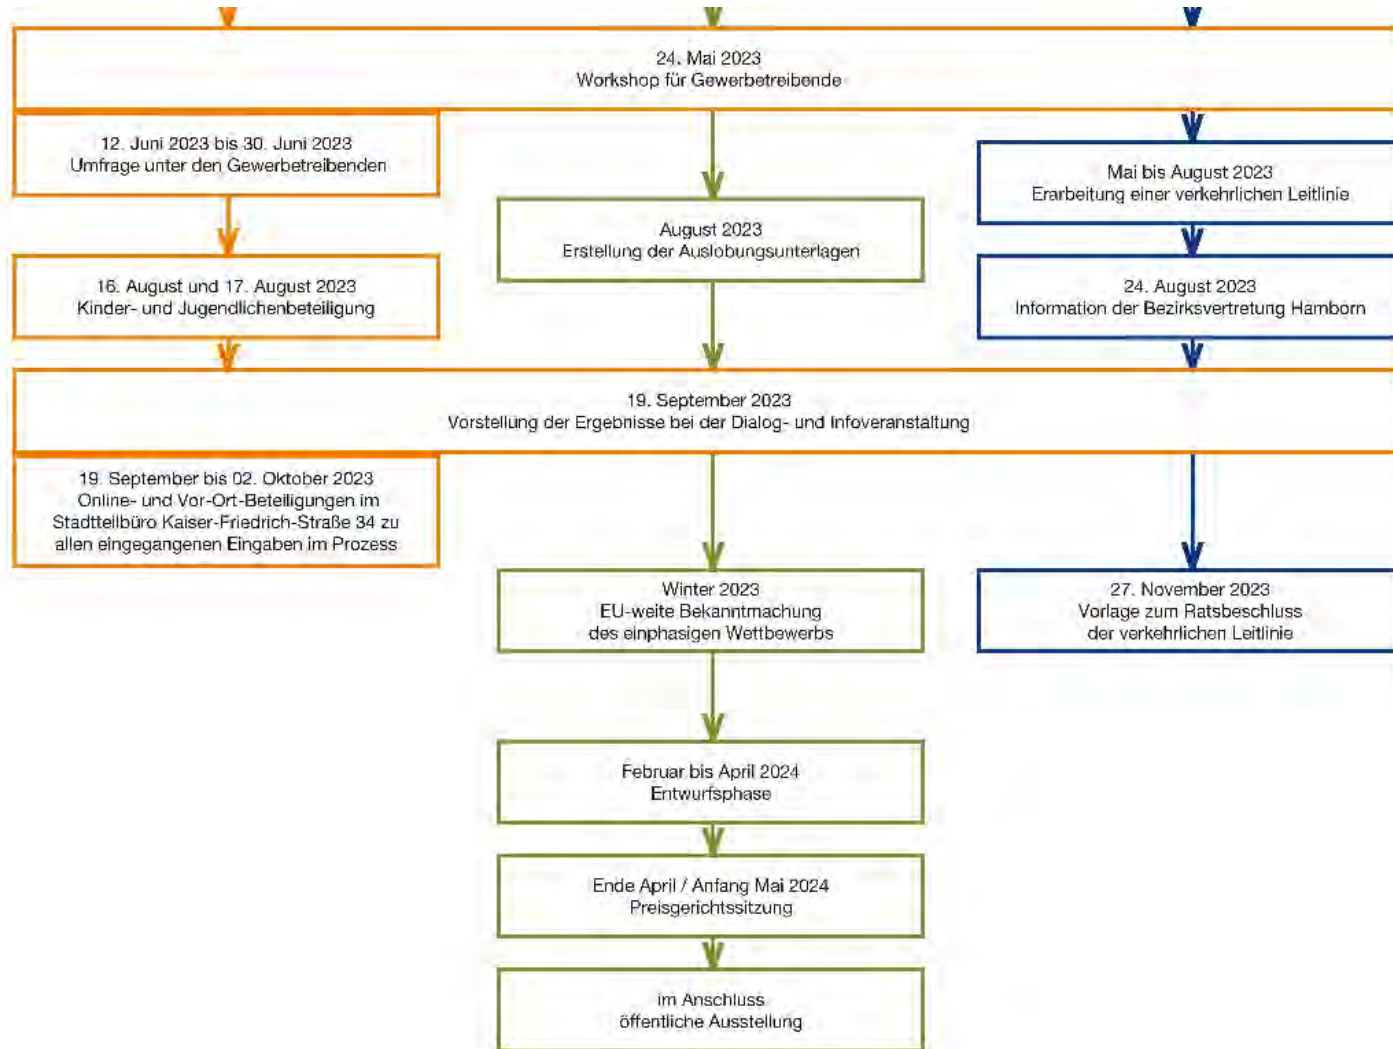 24. Mai 2023
Workshop für Gewerbetreibende
12. Juni 2023 bis 30. Juni 2023
Umfrage unter den Gewerbetreibenden
Mai bis August 2023
Erarbeitung einer verkehrlichen Leitlinie
August 2023
Erstellung der Auslobungsunterlagen
16. August und 17. August 2023
Kinder- und Jugendlichenbeteiligung
24. August 2023
Information der Bezirksvertretung Hamborn
19. September 2023
Vorstellung der Ergebnisse bei der Dialog- und Infoveranstaltung
19. September bis 02. Oktober 2023
Online- und Vor-Ort-Beteiligungen im
Stadtteilbüro Kaiser-Friedrich-Straße 34 zu
allen eingegangenen Eingaben im Prozess
Winter 2023
EU-weite Bekanntmachung
des einphasigen Wettbewerbs
27. November 2023
Vorlage zum Ratsbeschluss
der verkehrlichen Leitlinie
Februar bis April 2024
Entwurfsphase
Ende April / Anfang Mai 2024
Preisgerichtssitzung
im Anschluss
öffentliche Ausstellung